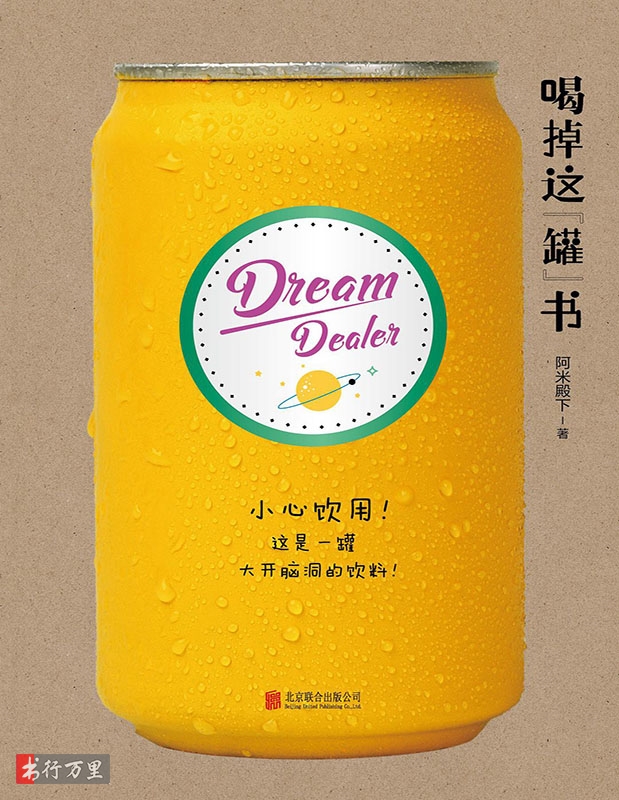 喝掉这『罐』书
阿米殿下 — 著
Dream
Dealer
小心饮用！
这是一罐
大开脑洞的饮料！
北京联合出版公司
Beijing United Publishing Co.,Ltd.
书行万里